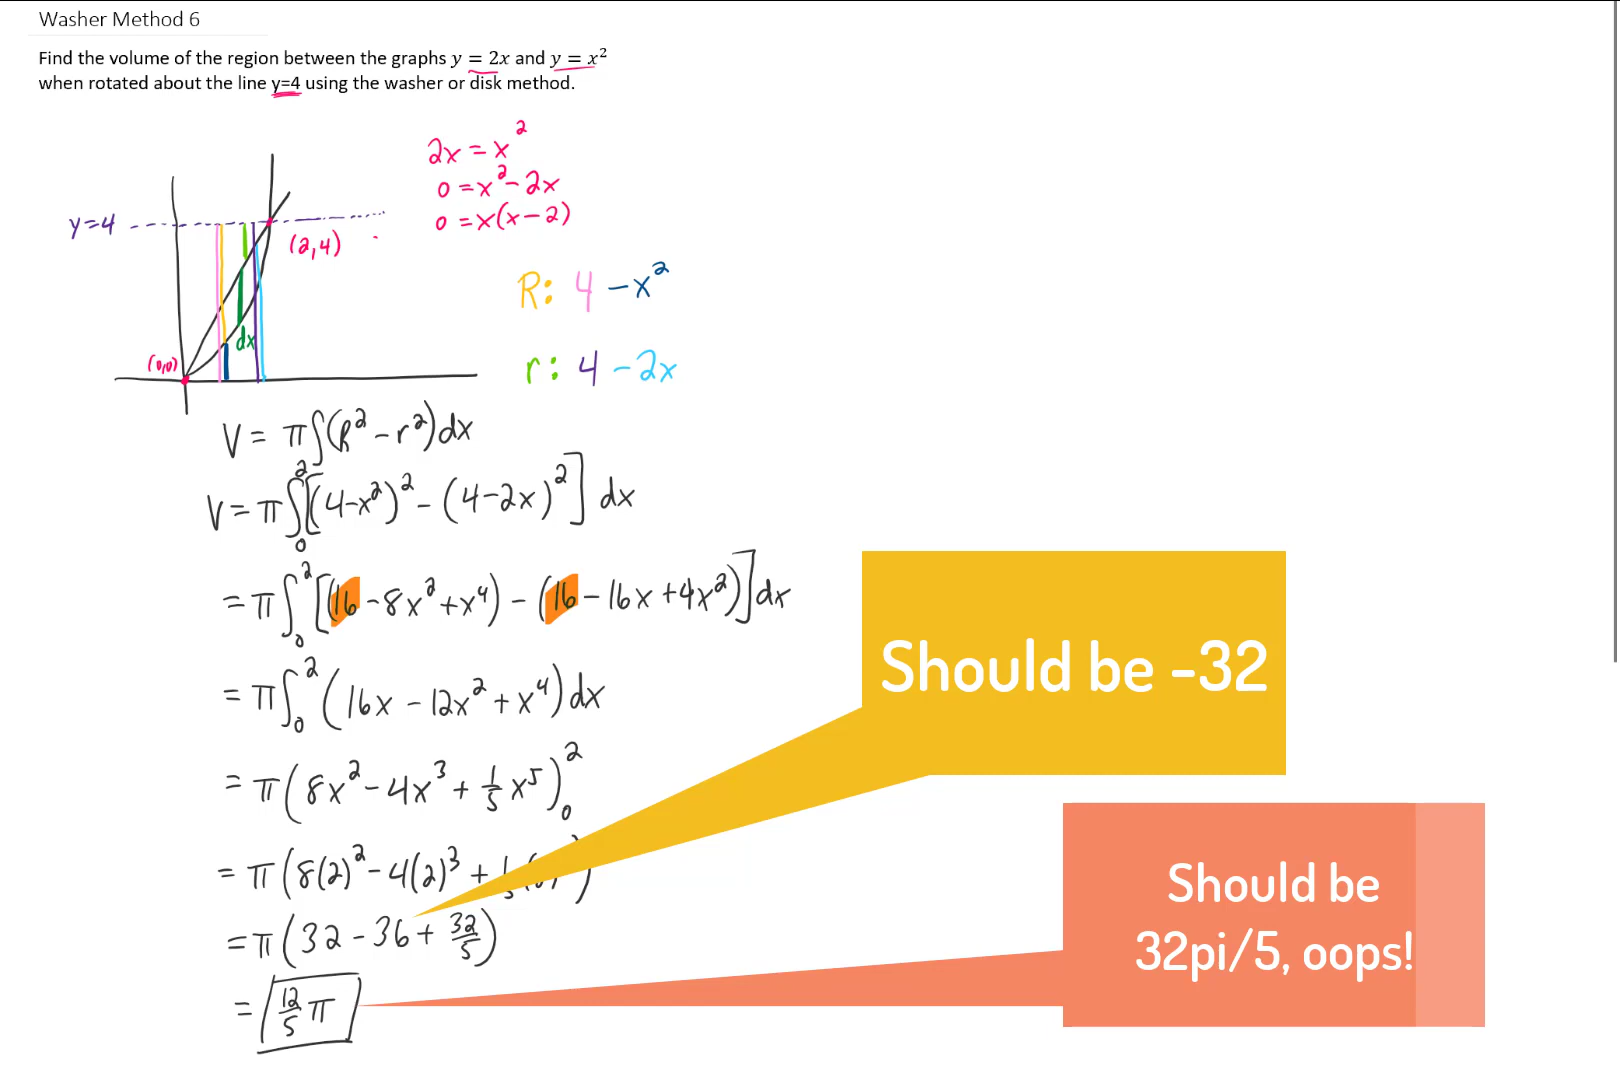 Washer Method 6
Find the volume of the region between the graphs y = 2x and y = x²
when rotated about the line y=4 using the washer or disk method.
2x = x²
0 = x² - 2x
0 = x(x-2)
y=4
(2,4)
R: 4 - x²
dx
(0,0)
r: 4 - 2x
V = π∫(R² - r²)dx
V = π∫₀²[(4-x²)² - (4-2x)²] dx
= π∫₀²[(16 - 8x² + x⁴) - (16 - 16x + 4x²)]dx
Should be -32
= π∫₀²(16x - 12x² + x⁴)dx
= π(8x² - 4x³ + 1/5 x⁵)₀²
= π(8(2)² - 4(2)³ +
= π(32 - 36 + 32/5)
Should be
32pi/5, oops!
= 12/5 π